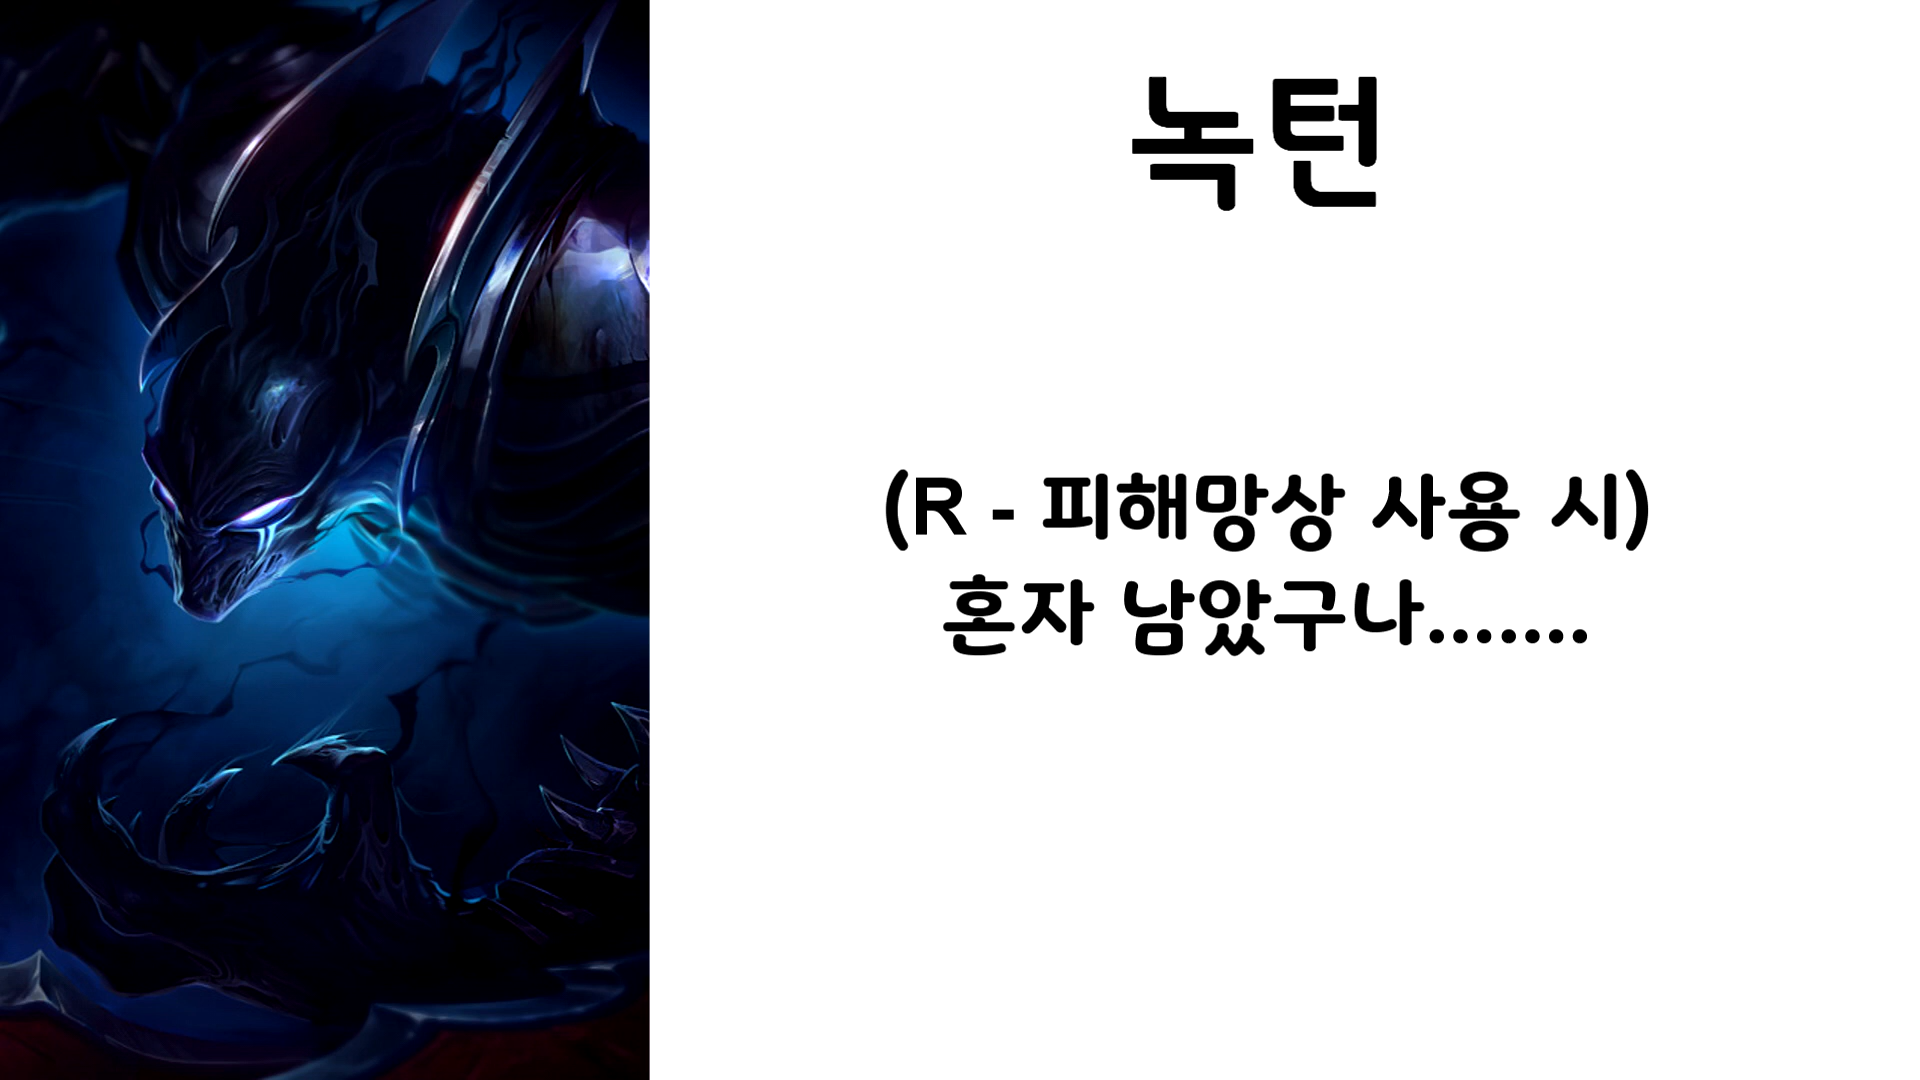 녹턴
(R - 피해망상 사용 시)
혼자 남았구나.......